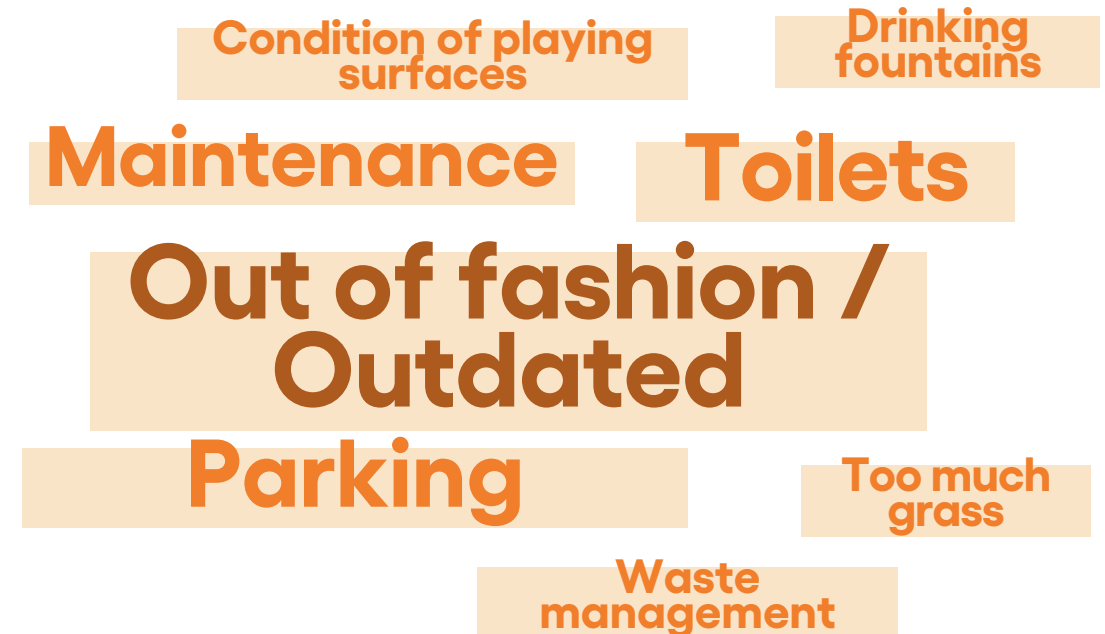 Condition of playing
surfaces
Drinking
fountains
Maintenance
Toilets
Out of fashion /
Outdated
Parking
Too much
grass
Waste
management